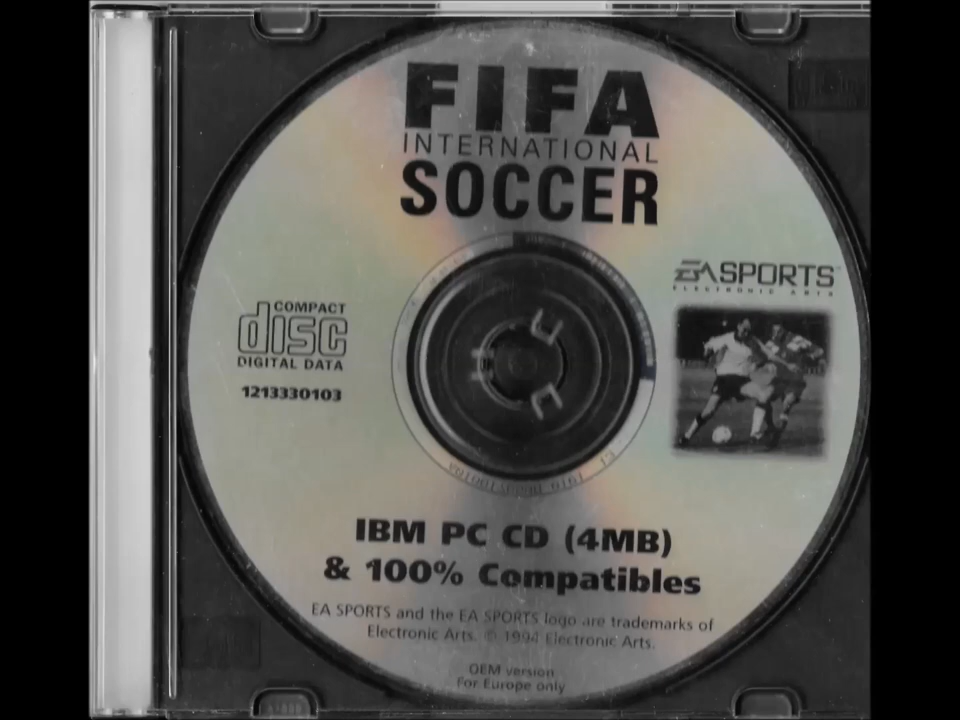 FIFA
INTERNATIONAL
SOCCER
EA SPORTS™
ELECTRONIC ARTS
COMPACT
disc
DIGITAL DATA
1213330103
IBM PC CD (4MB)
& 100% Compatibles
EA SPORTS and the EA SPORTS logo are trademarks of
Electronic Arts. © 1994 Electronic Arts.
OEM version
For Europe only